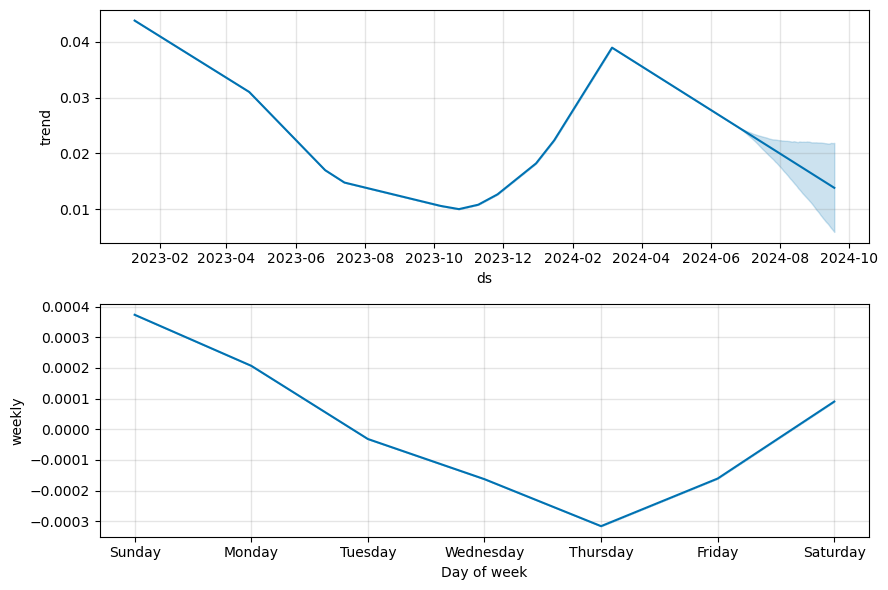 0.04
0.03
0.02
0.01
trend
2023-02 2023-04 2023-06 2023-08 2023-10 2023-12 2024-02 2024-04 2024-06 2024-08 2024-10
ds
0.0004
0.0003
0.0002
0.0001
0.0000
−0.0001
−0.0002
−0.0003
weekly
Sunday Monday Tuesday Wednesday Thursday Friday Saturday
Day of week